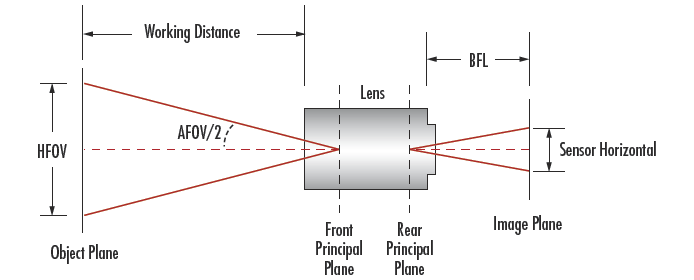 Working Distance
BFL
Lens
AFOV/2
HFOV
Sensor Horizontal
Object Plane
Front
Principal
Plane
Rear
Principal
Plane
Image Plane